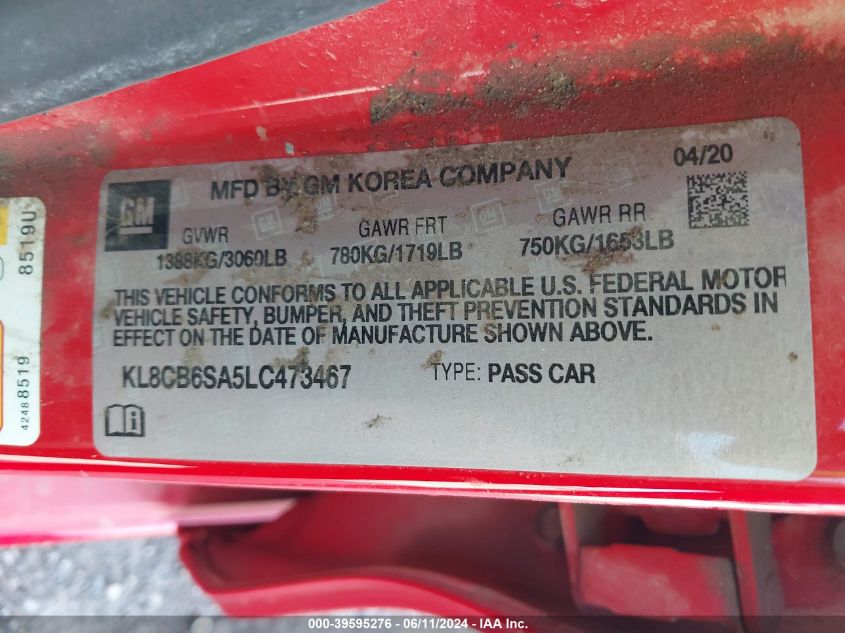 MFD BY GM KOREA COMPANY
04/20
GM
GVWR
1388KG/3060LB
GAWR FRT
780KG/1719LB
GAWR RR
750KG/1653LB
THIS VEHICLE CONFORMS TO ALL APPLICABLE U.S. FEDERAL MOTOR
VEHICLE SAFETY, BUMPER, AND THEFT PREVENTION STANDARDS IN
EFFECT ON THE DATE OF MANUFACTURE SHOWN ABOVE.
KL8CB6SA5LC473467
TYPE: PASS CAR
8519U
42488519
000-39595276 - 06/11/2024 - IAA Inc.